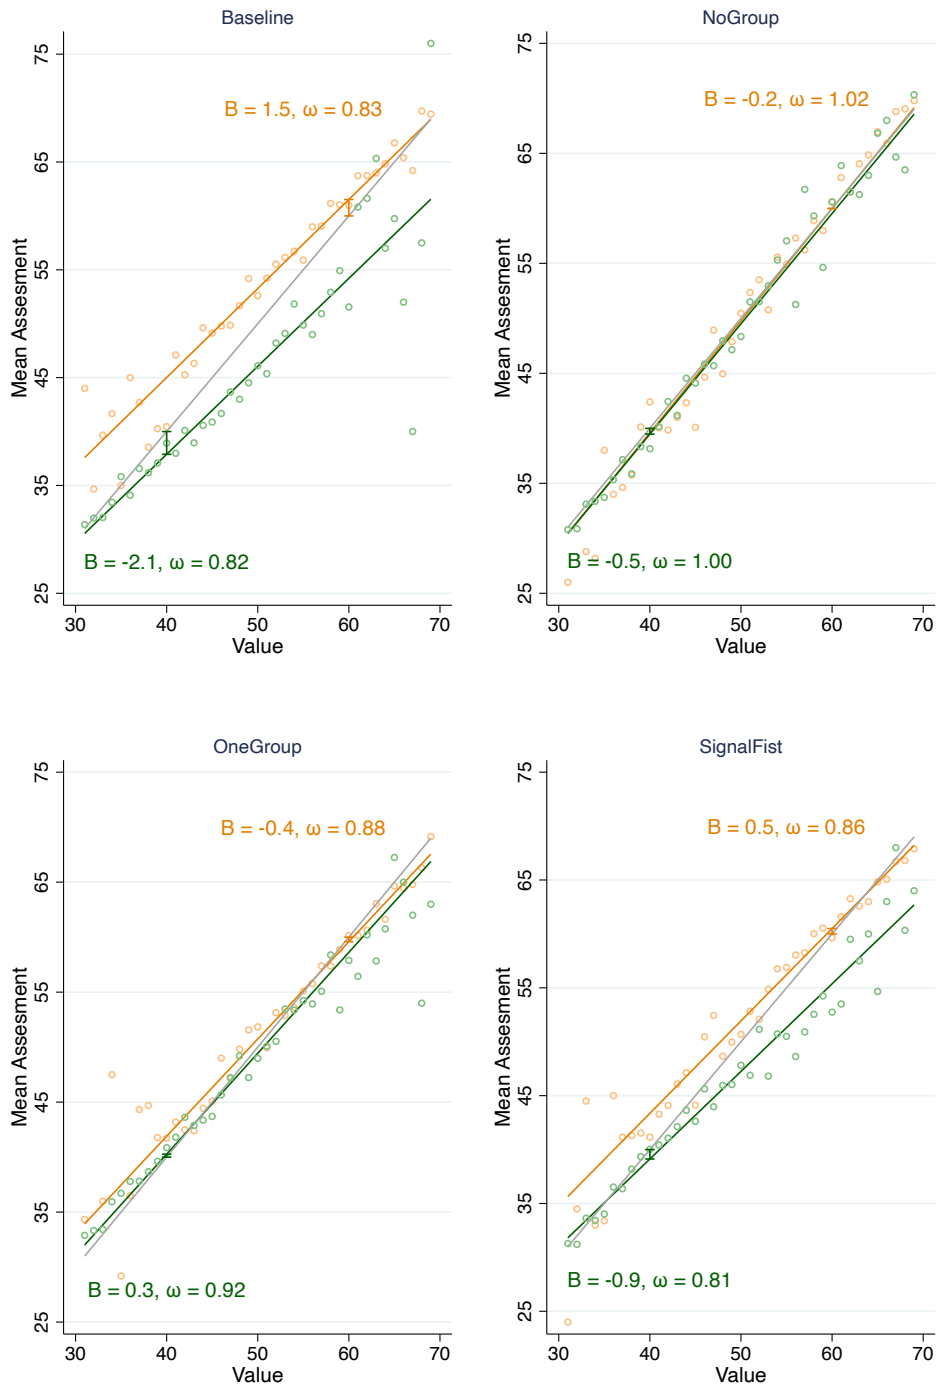 Baseline
75
65
55
45
35
25
Mean Assesment
B = 1.5, ω = 0.83
B = -2.1, ω = 0.82
30 40 50 60 70
Value
NoGroup
75
65
55
45
35
25
Mean Assesment
B = -0.2, ω = 1.02
B = -0.5, ω = 1.00
30 40 50 60 70
Value
OneGroup
75
65
55
45
35
25
Mean Assesment
B = -0.4, ω = 0.88
B = 0.3, ω = 0.92
30 40 50 60 70
Value
SignalFist
75
65
55
45
35
25
Mean Assesment
B = 0.5, ω = 0.86
B = -0.9, ω = 0.81
30 40 50 60 70
Value